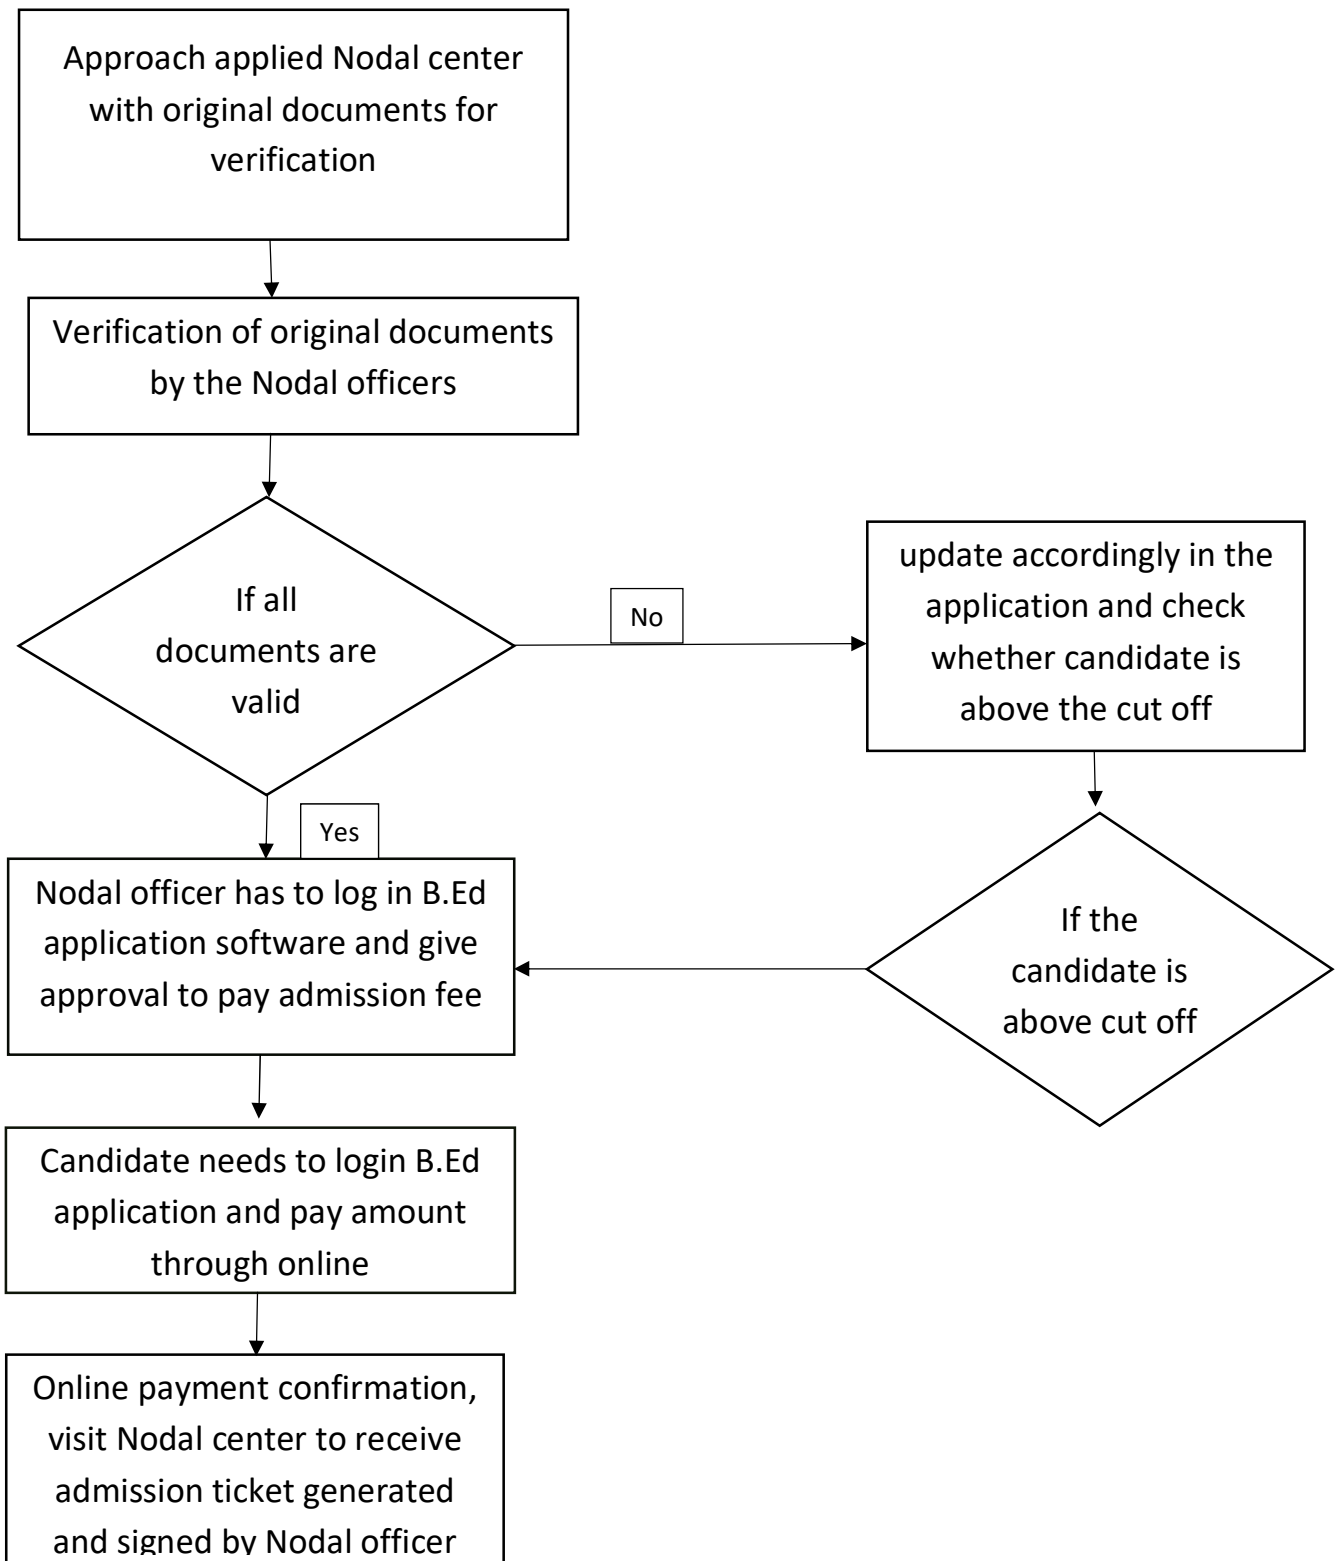 Approach applied Nodal center
with original documents for
verification
Verification of original documents
by the Nodal officers
If all
documents are
valid
No
update accordingly in the
application and check
whether candidate is
above the cut off
Yes
Nodal officer has to log in B.Ed
application software and give
approval to pay admission fee
If the
candidate is
above cut off
Candidate needs to login B.Ed
application and pay amount
through online
Online payment confirmation,
visit Nodal center to receive
admission ticket generated
and signed by Nodal officer